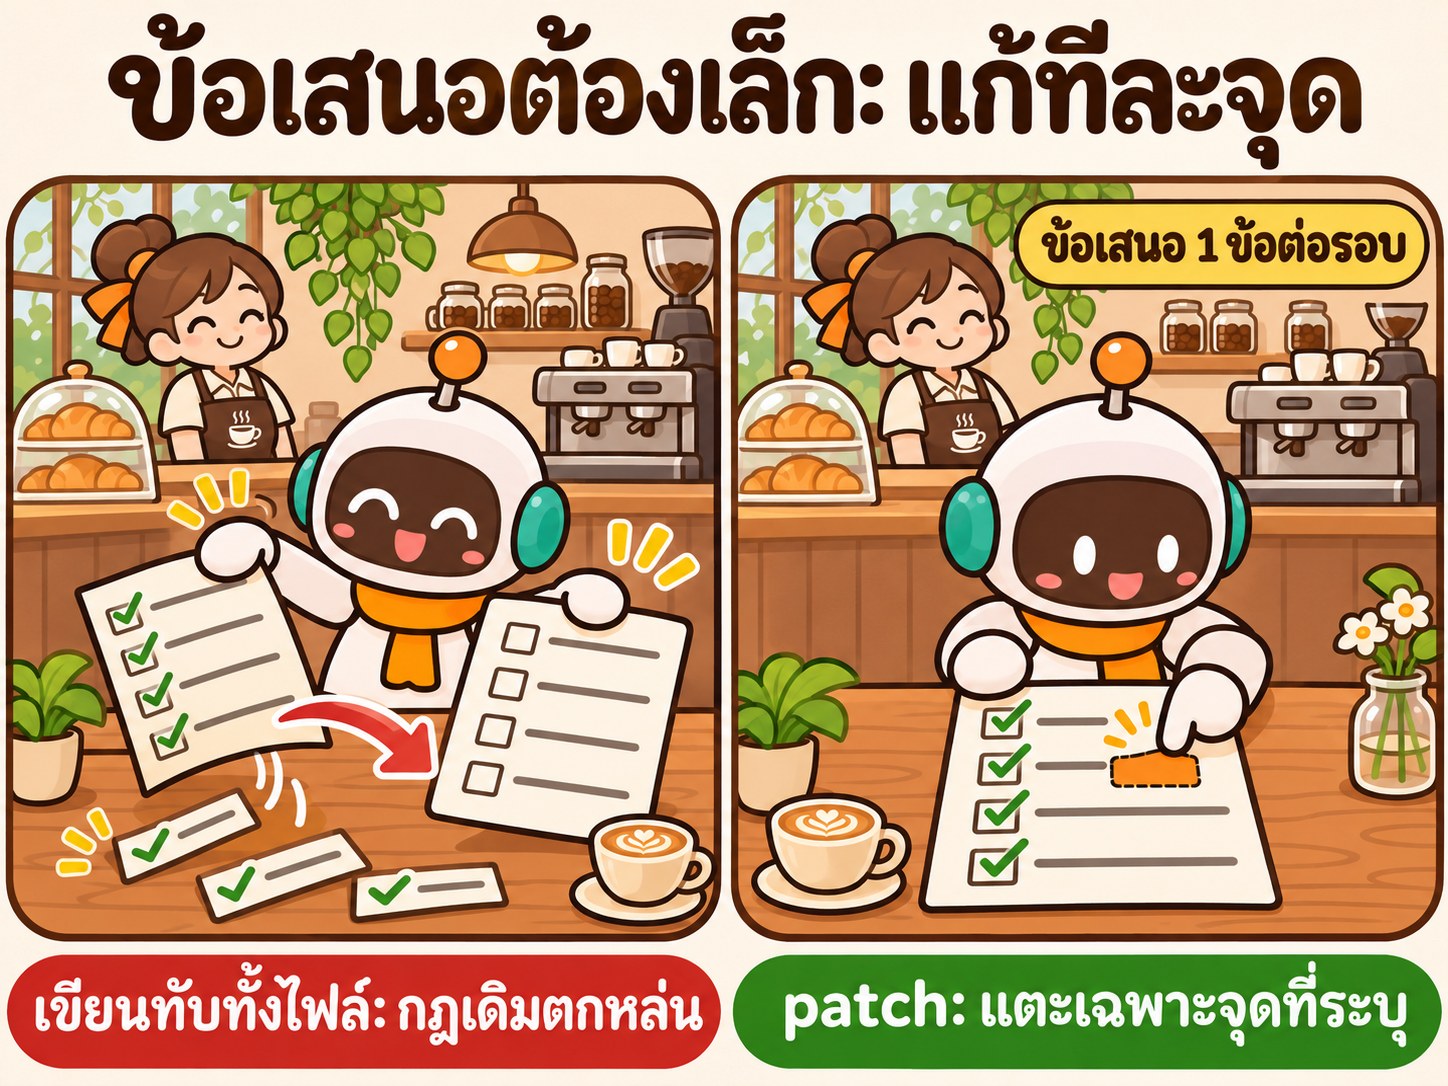 ข้อเสนอต้องเล็ก: แก้ทีละจุด
ข้อเสนอ 1 ข้อต่อรอบ
เขียนทับทั้งไฟล์: กฎเดิมตกหล่น
patch: แตะเฉพาะจุดที่ระบุ